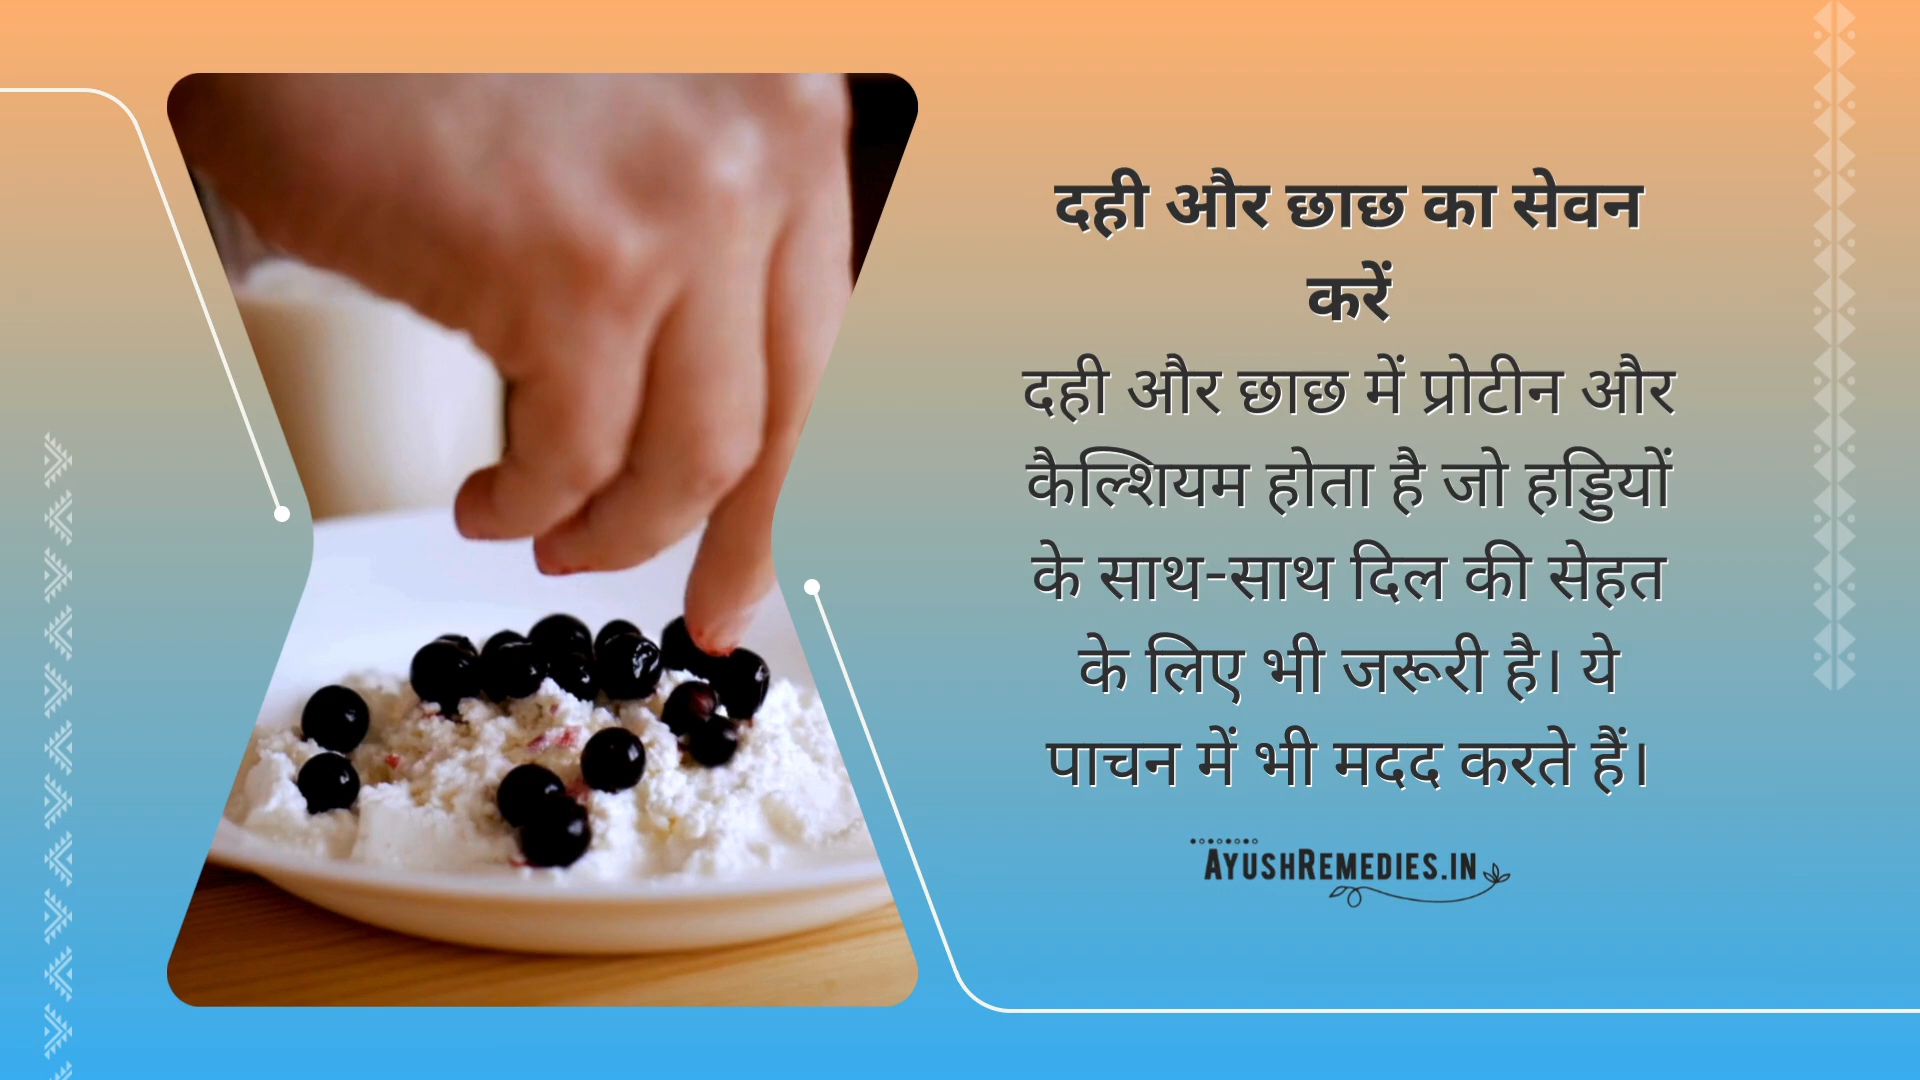 दही और छाछ का सेवन
करें
दही और छाछ में प्रोटीन और
कैल्शियम होता है जो हड्डियों
के साथ-साथ दिल की सेहत
के लिए भी जरूरी है। ये
पाचन में भी मदद करते हैं।
AYUSHREMEDIES.IN